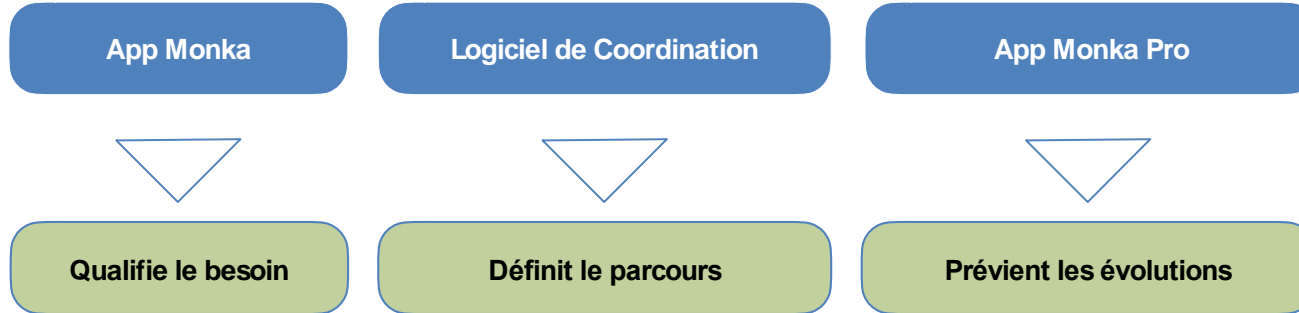 App Monka
Logiciel de Coordination
App Monka Pro
Qualifie le besoin
Définit le parcours
Prévient les évolutions